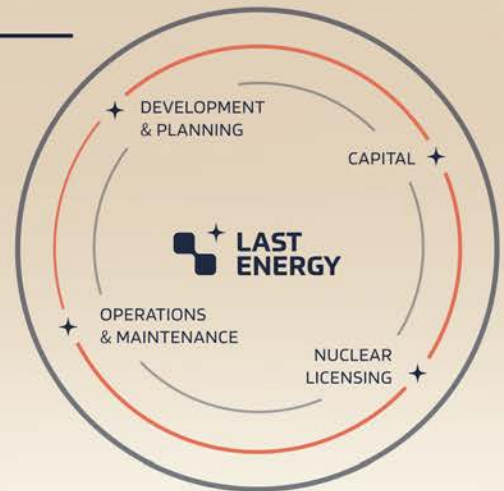 DEVELOPMENT
& PLANNING
CAPITAL
LAST
ENERGY
OPERATIONS
& MAINTENANCE
NUCLEAR
LICENSING